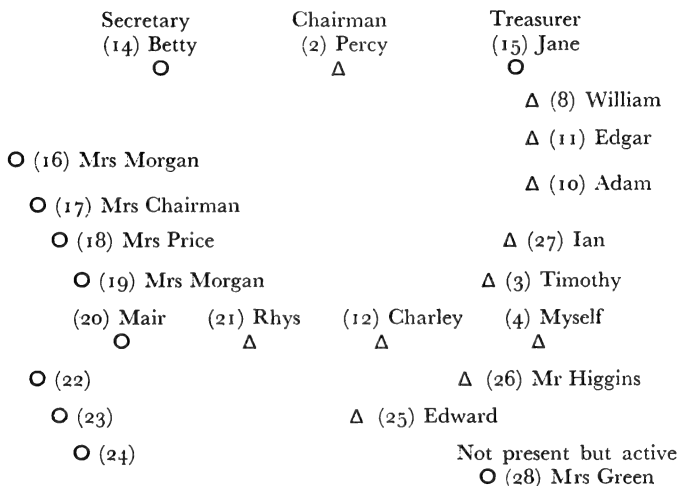 Secretary Chairman Treasurer
(14) Betty (2) Percy (15) Jane
(8) William
(11) Edgar
(16) Mrs Morgan
(10) Adam
(17) Mrs Chairman
(18) Mrs Price (27) Ian
(19) Mrs Morgan (3) Timothy
(20) Mair (21) Rhys (12) Charley (4) Myself
(22) (26) Mr Higgins
(23) (25) Edward
(24) Not present but active
(28) Mrs Green